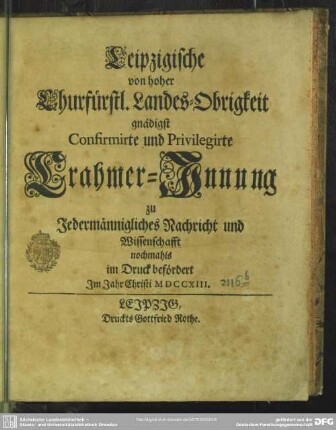 Leipzigische
von hoher
Churfürstl. Landes-Obrigkeit
gnädigst
Confirmirte und Privilegirte
Crahmer-Innung
zu
Jedermännigliches Nachricht und
Wissenschafft
nochmahls
im Druck befördert
Im Jahr Christi MDCCXIII.
LEIPZIG,
Druckts Gottfried Rothe.